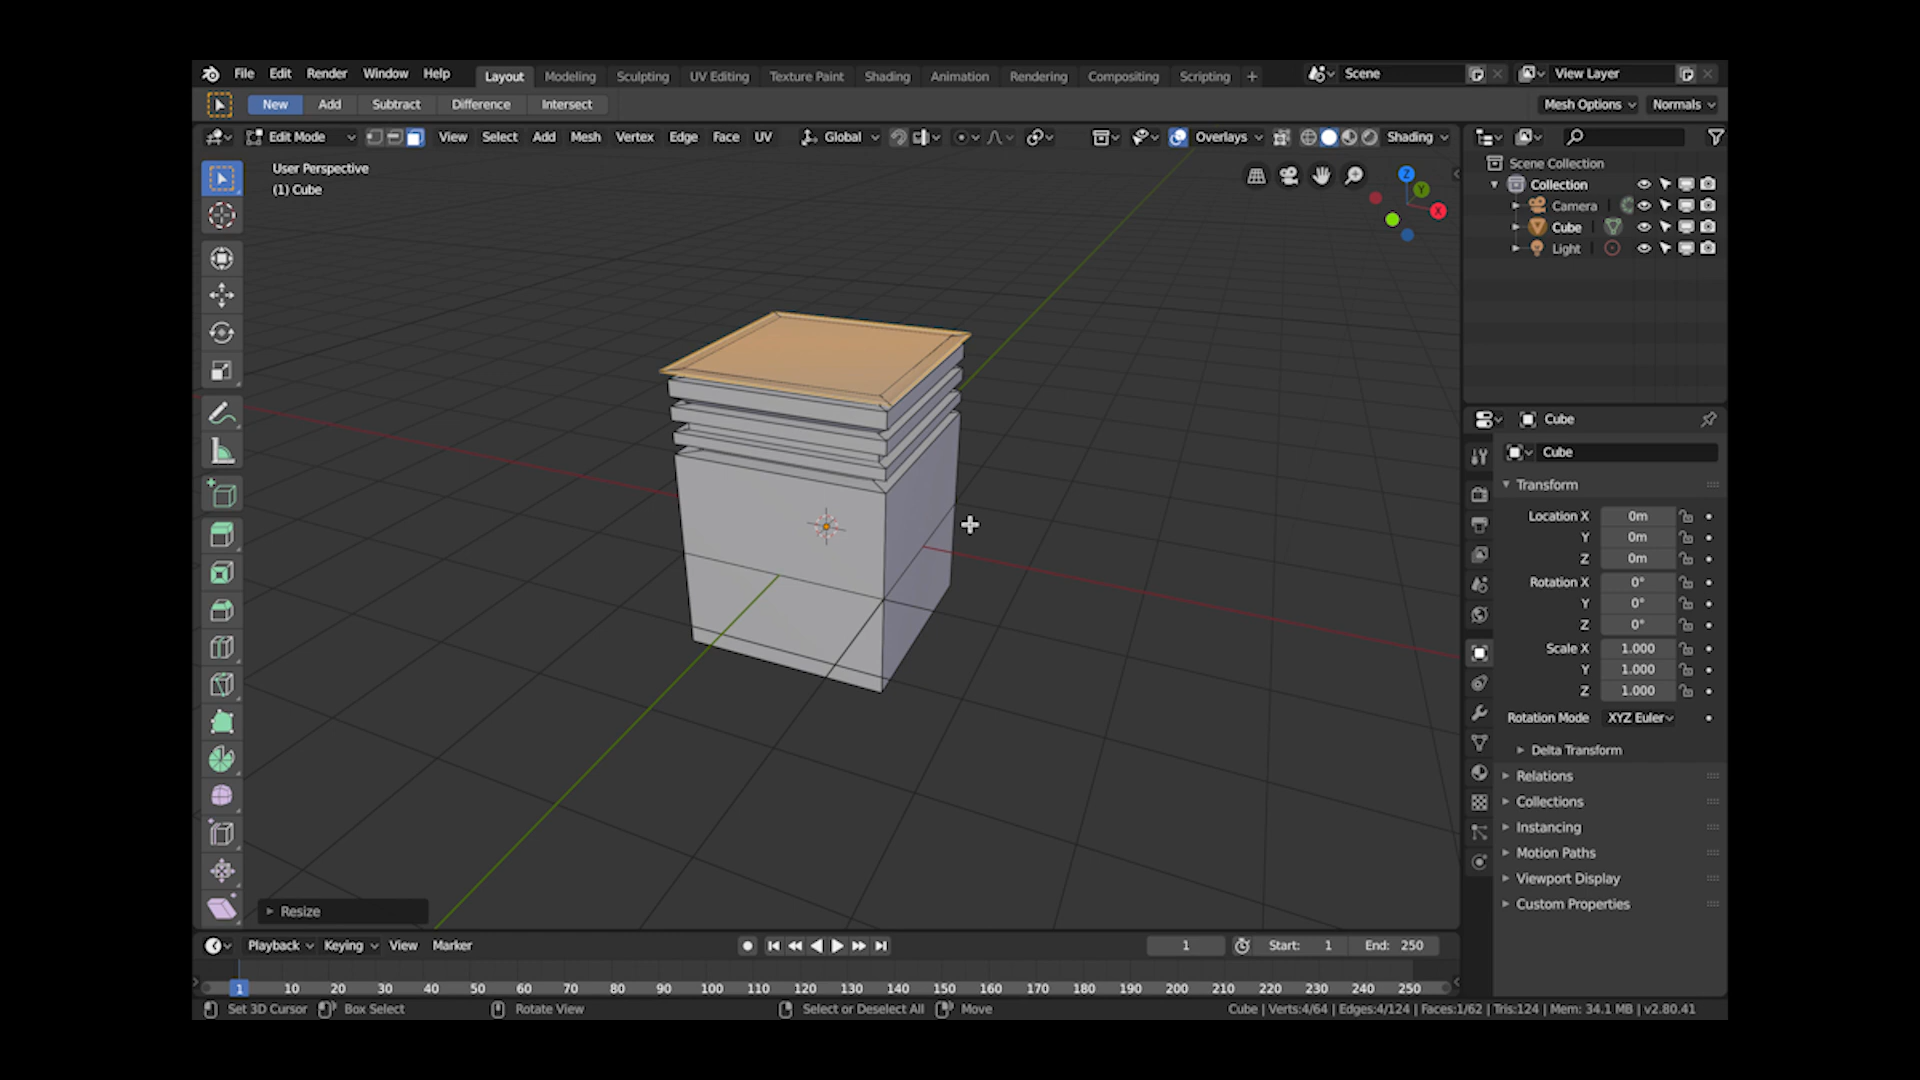 File Edit Render Window Help Layout Modeling Sculpting UV Editing Texture Paint Shading Animation Rendering Compositing Scripting + Scene View Layer
New Add Subtract Difference Intersect Mesh Options Normals
Edit Mode View Select Add Mesh Vertex Edge Face UV Global Overlays Shading
User Perspective
(1) Cube
Z
Y
X
Scene Collection
Collection
Camera
Cube
Light
Cube
Cube
Transform
Location X 0m
Y 0m
Z 0m
Rotation X 0°
Y 0°
Z 0°
Scale X 1.000
Y 1.000
Z 1.000
Rotation Mode XYZ Euler
Delta Transform
Relations
Collections
Instancing
Motion Paths
Viewport Display
Custom Properties
Resize
Playback Keying View Marker 1 Start: 1 End: 250
1 10 20 30 40 50 60 70 80 90 100 110 120 130 140 150 160 170 180 190 200 210 220 230 240 250
Set 3D Cursor Box Select Rotate View Select or Deselect All Move Cube | Verts:4/64 | Edges:4/124 | Faces:1/62 | Tris:124 | Mem: 34.1 MB | v2.80.41